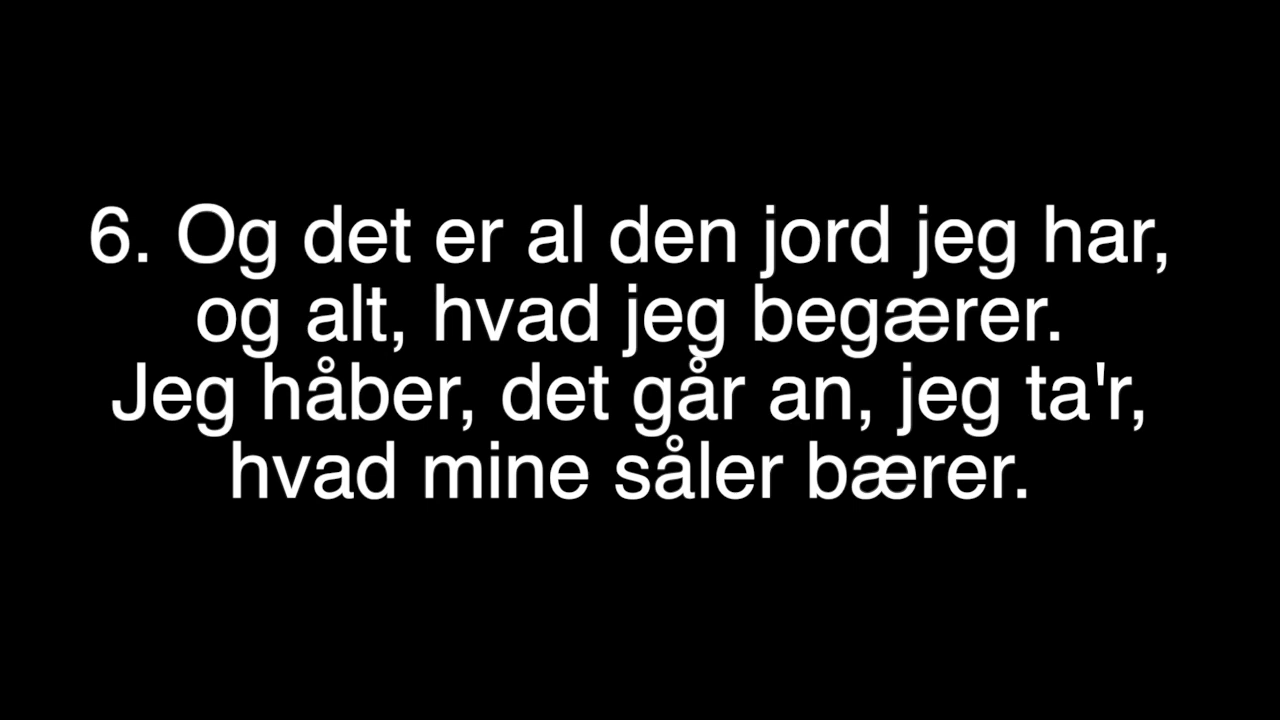 6. Og det er al den jord jeg har,
og alt, hvad jeg begærer.
Jeg håber, det går an, jeg ta'r,
hvad mine såler bærer.